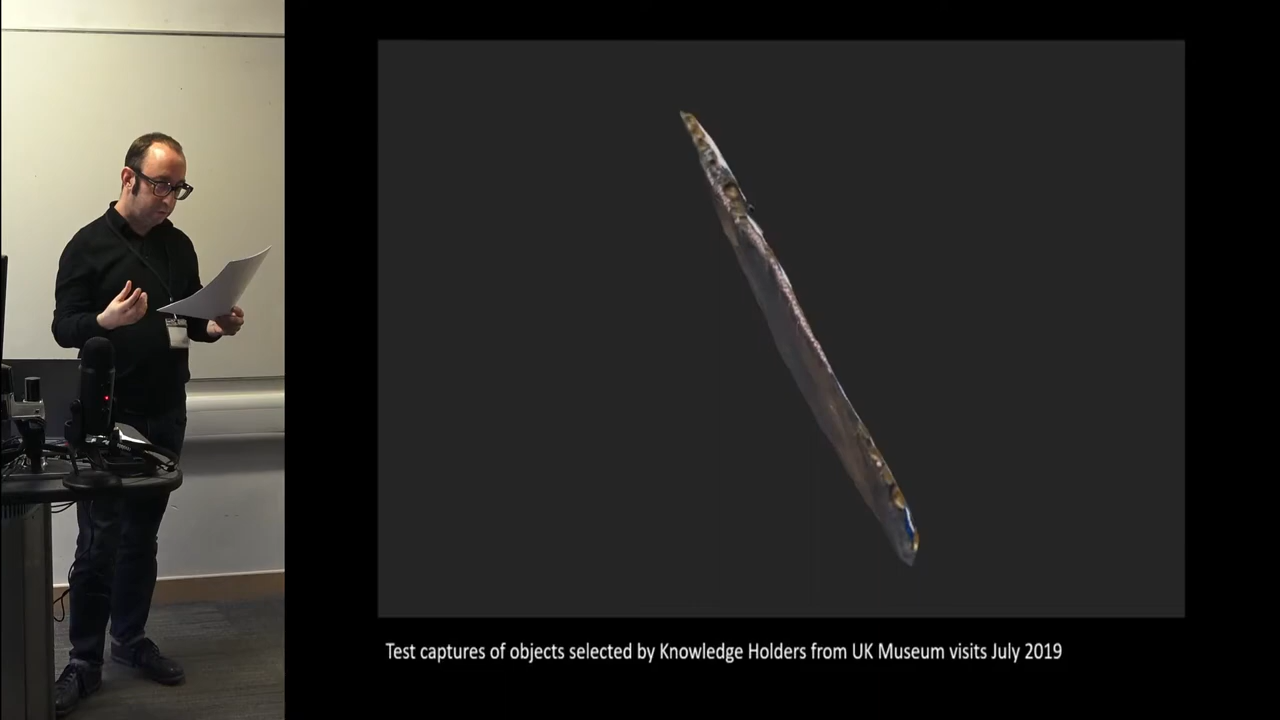 Test captures of objects selected by Knowledge Holders from UK Museum visits July 2019